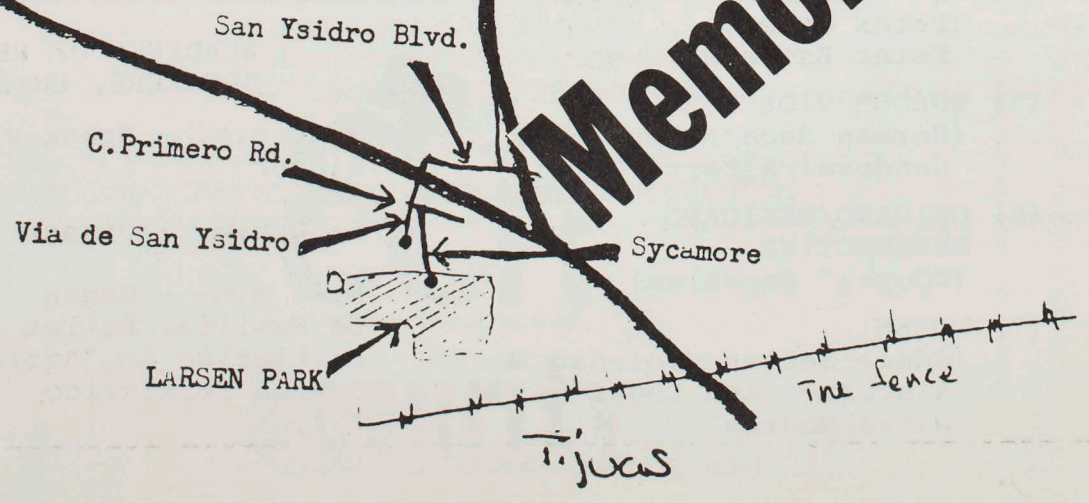 San Ysidro Blvd.
Memo
C.Primero Rd.
Via de San Ysidro
Sycamore
LARSEN PARK
The fence
Tijuas